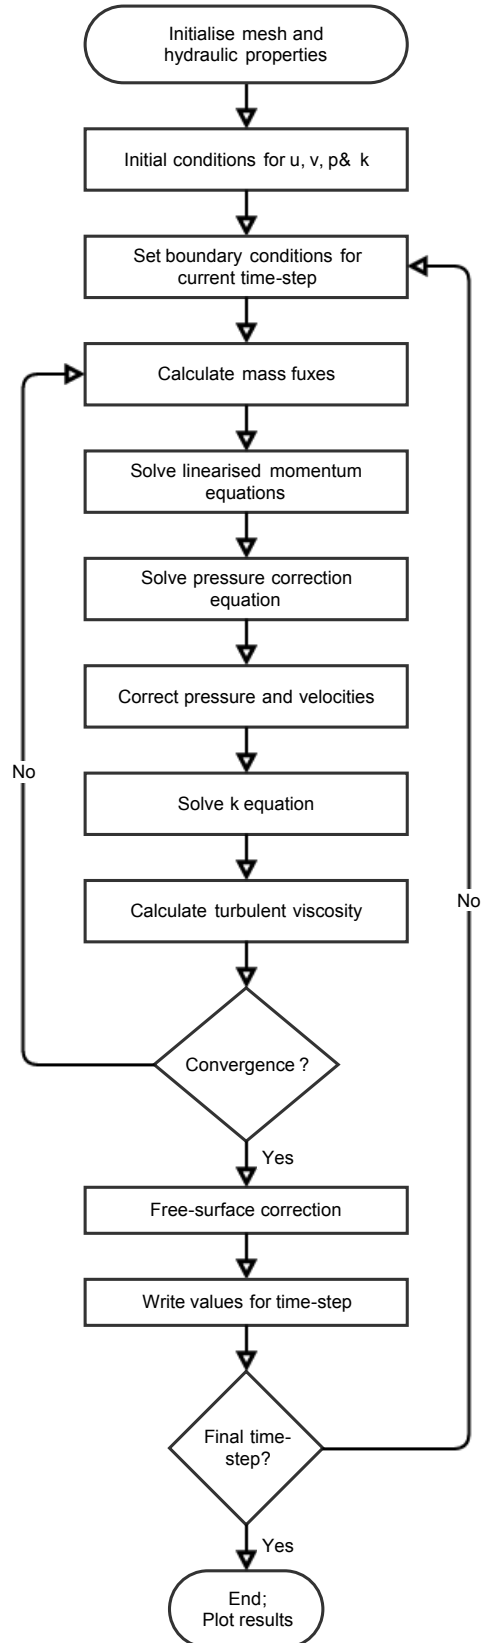 Initialise mesh and
hydraulic properties
Initial conditions for u, v, p& k
Set boundary conditions for
current time-step
Calculate mass fuxes
Solve linearised momentum
equations
Solve pressure correction
equation
Correct pressure and velocities
No
Solve k equation
No
Calculate turbulent viscosity
Convergence ?
Yes
Free-surface correction
Write values for time-step
Final time-
step?
Yes
End;
Plot results